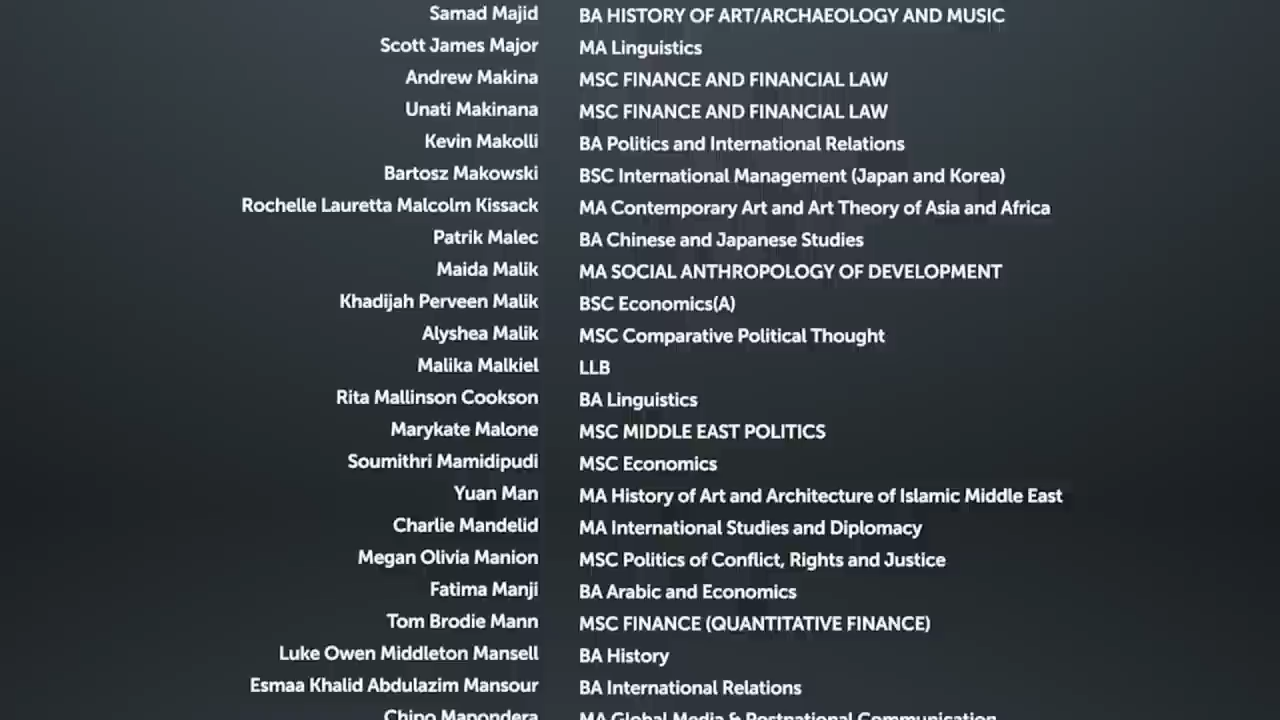 Samad Majid BA HISTORY OF ART/ARCHAEOLOGY AND MUSIC
Scott James Major MA Linguistics
Andrew Makina MSC FINANCE AND FINANCIAL LAW
Unati Makinana MSC FINANCE AND FINANCIAL LAW
Kevin Makolli BA Politics and International Relations
Bartosz Makowski BSC International Management (Japan and Korea)
Rochelle Lauretta Malcolm Kissack MA Contemporary Art and Art Theory of Asia and Africa
Patrik Malec BA Chinese and Japanese Studies
Maida Malik MA SOCIAL ANTHROPOLOGY OF DEVELOPMENT
Khadijah Perveen Malik BSC Economics(A)
Alyshea Malik MSC Comparative Political Thought
Malika Malkiel LLB
Rita Mallinson Cookson BA Linguistics
Marykate Malone MSC MIDDLE EAST POLITICS
Soumithri Mamidipudi MSC Economics
Yuan Man MA History of Art and Architecture of Islamic Middle East
Charlie Mandelid MA International Studies and Diplomacy
Megan Olivia Manion MSC Politics of Conflict, Rights and Justice
Fatima Manji BA Arabic and Economics
Tom Brodie Mann MSC FINANCE (QUANTITATIVE FINANCE)
Luke Owen Middleton Mansell BA History
Esmaa Khalid Abdulazim Mansour BA International Relations
Chipo Mapondera MA Global Media & Postnational Communication